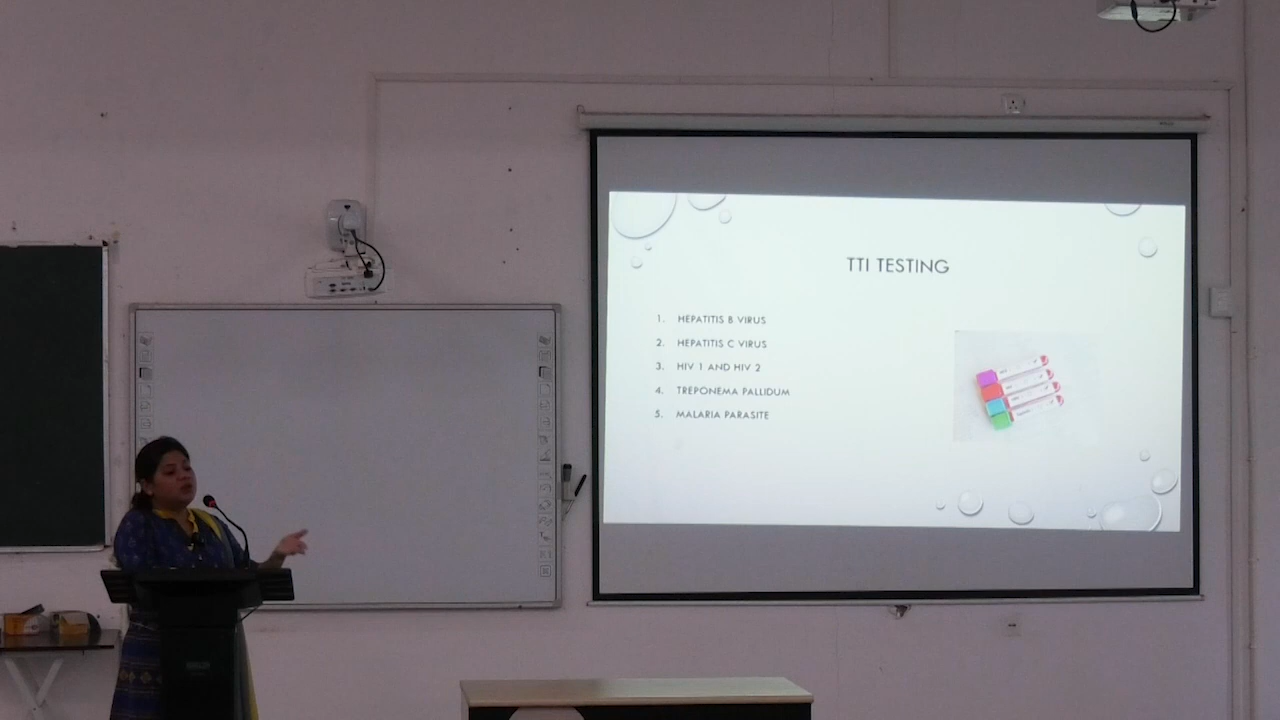 TTI TESTING
1. HEPATITIS B VIRUS
2. HEPATITIS C VIRUS
3. HIV 1 AND HIV 2
4. TREPONEMA PALLIDUM
5. MALARIA PARASITE